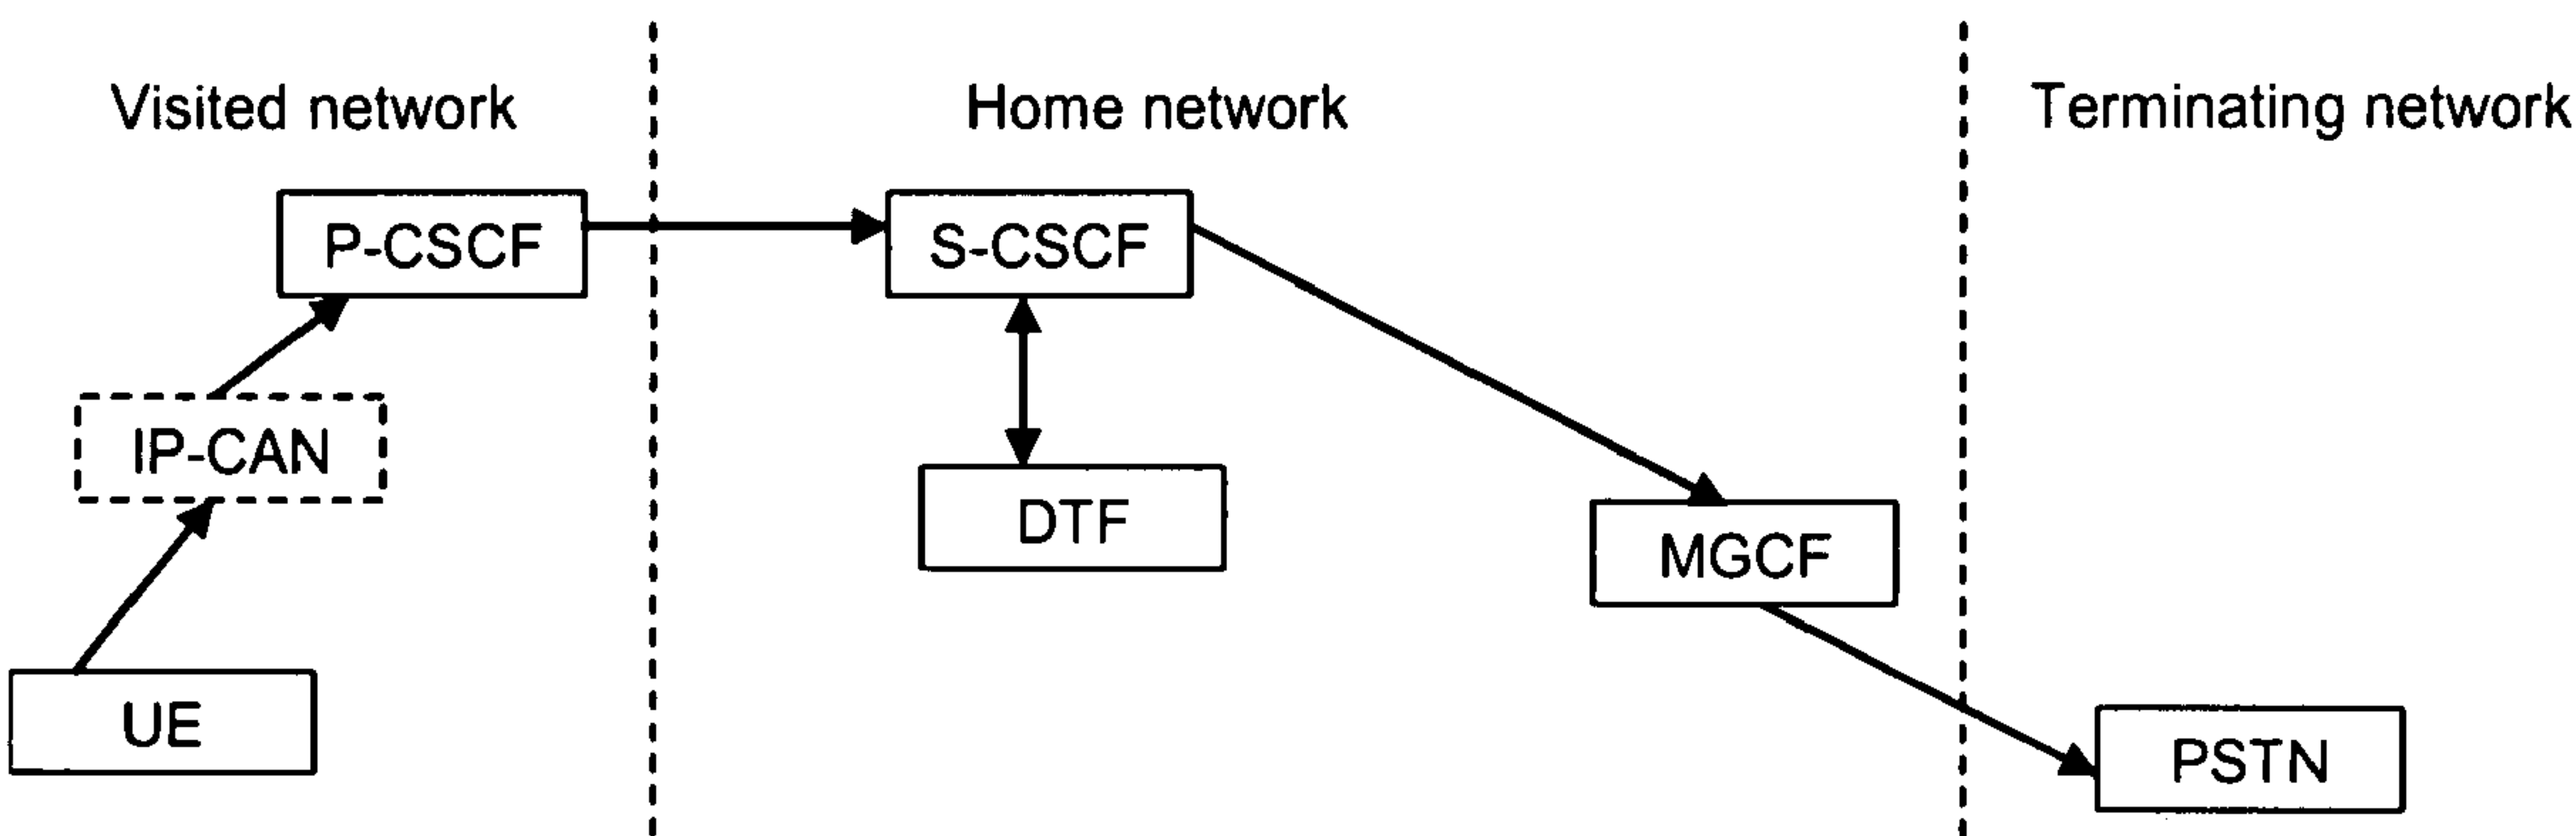 Visited network
Home network
Terminating network
P-CSCF
S-CSCF
IP-CAN
DTF
MGCF
UE
PSTN